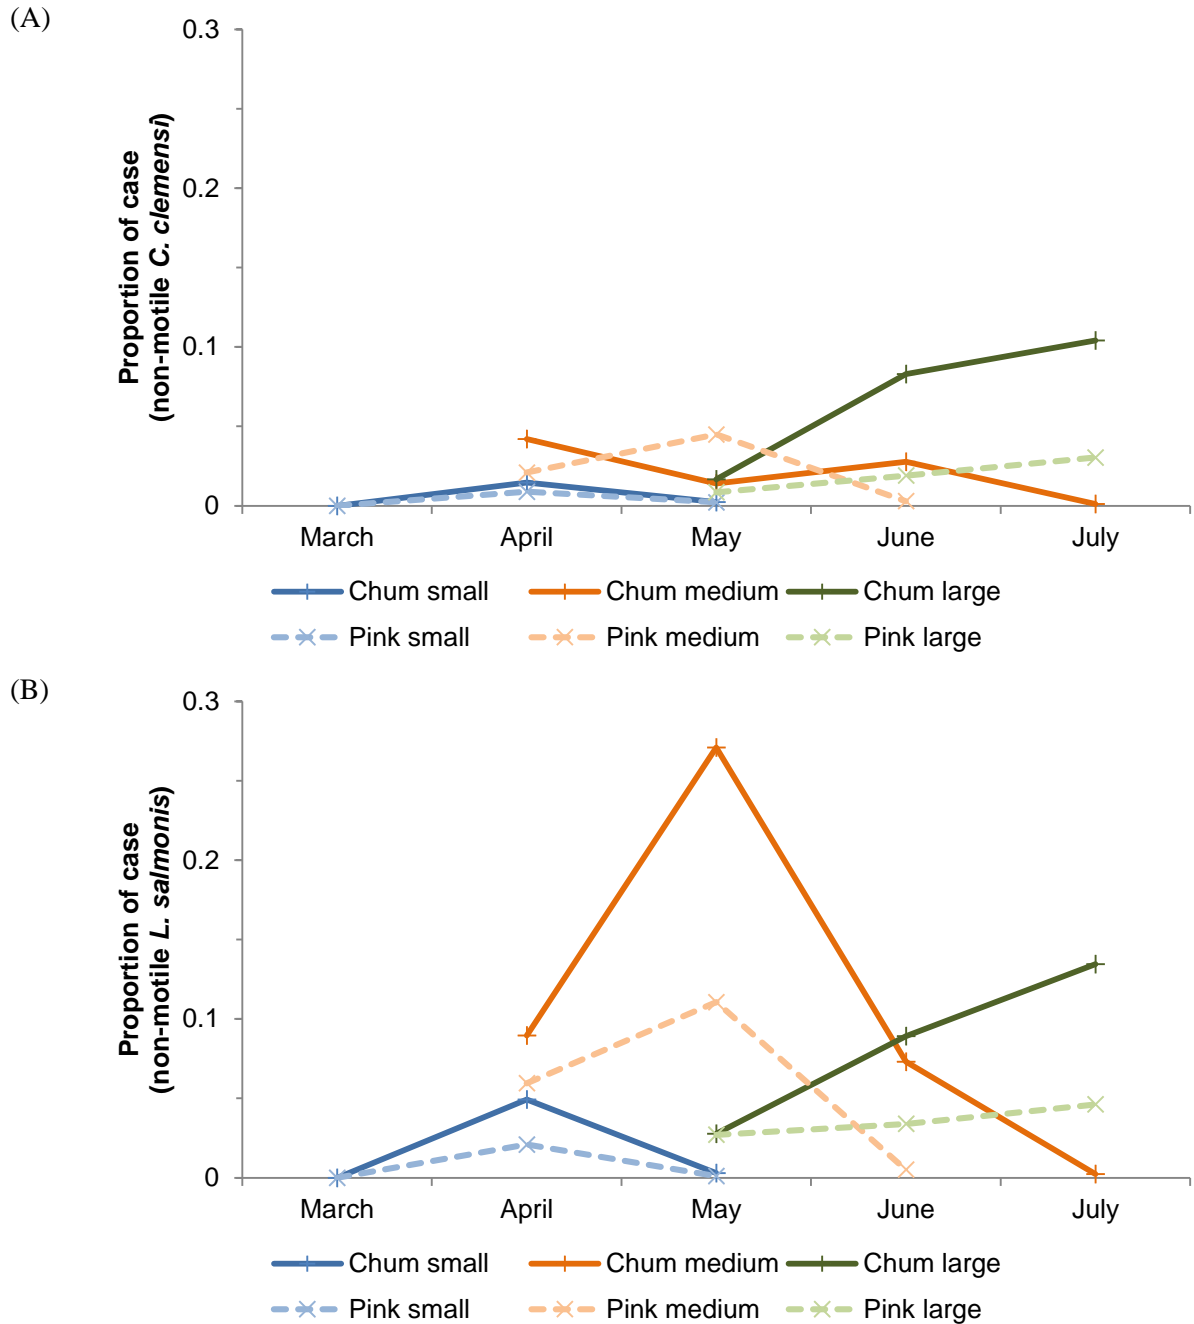 (A)
0.3
0.2
0.1
0
Proportion of case
(non-motile C. clemensi)
March April May June July
Chum small Chum medium Chum large
Pink small Pink medium Pink large
(B)
0.3
0.2
0.1
0
Proportion of case
(non-motile L. salmonis)
March April May June July
Chum small Chum medium Chum large
Pink small Pink medium Pink large